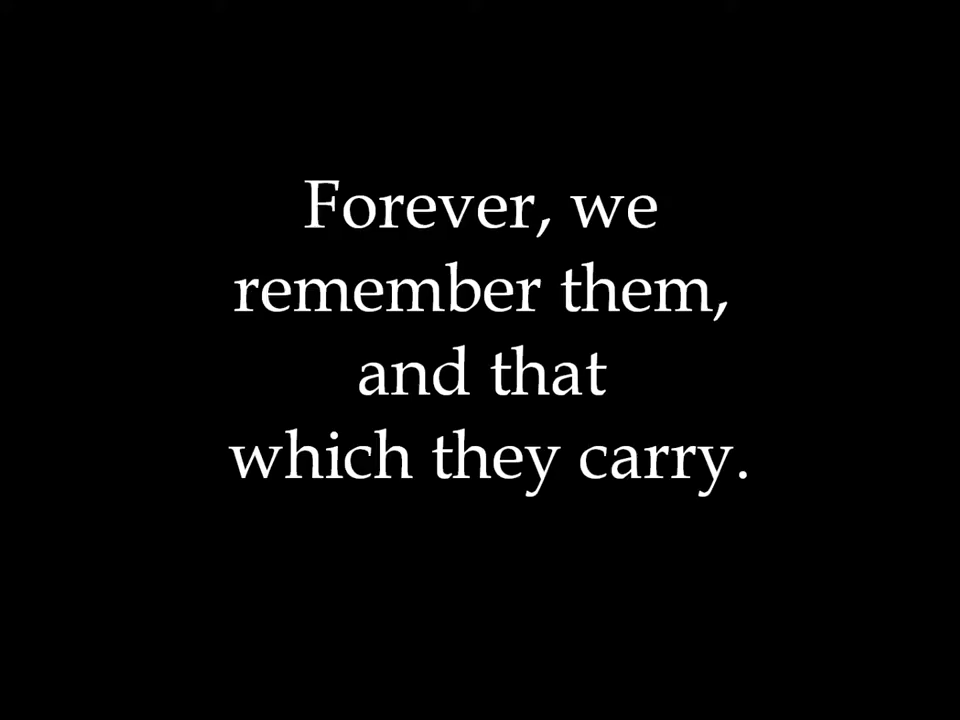 Forever, we
remember them,
and that
which they carry.